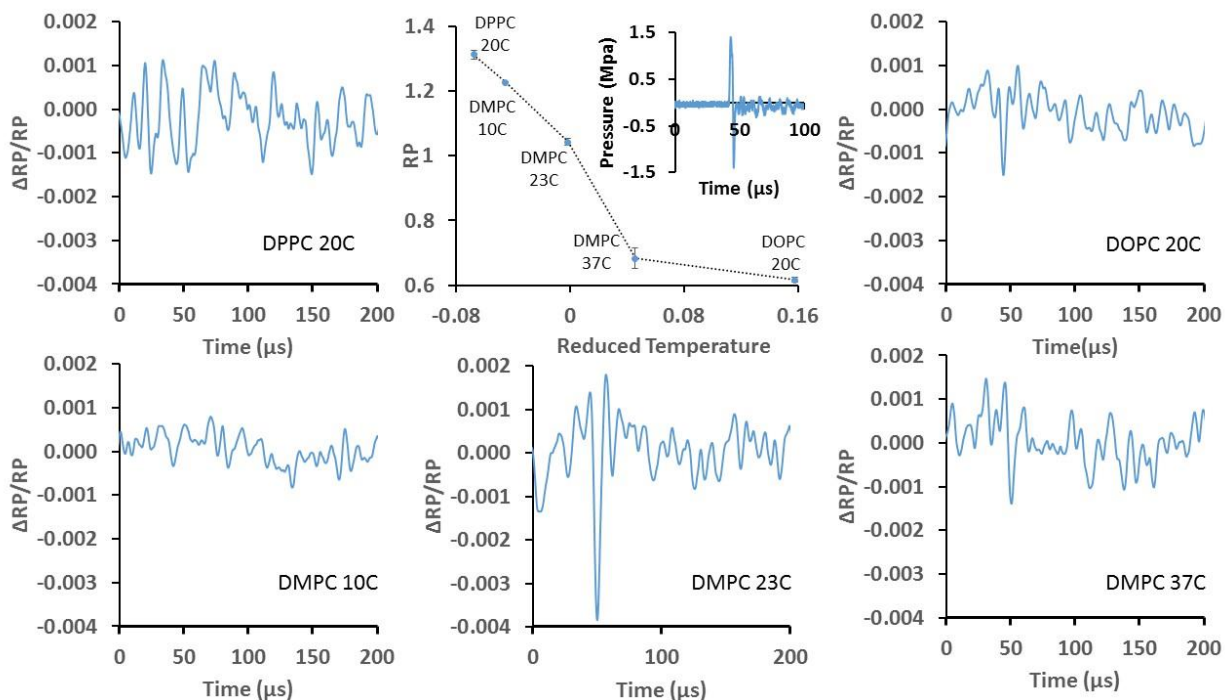 0.002
0.001
0.000
-0.001
-0.002
-0.003
-0.004
ΔRP/RP
DPPC 20C
0 50 100 150 200
Time (µs)
1.4
1.2
1
0.8
0.6
RP
DPPC
20C
DMPC
10C
DMPC
23C
DMPC
37C
DOPC
20C
-0.08 0 0.08 0.16
Reduced Temperature
1.5
0.5
-0.5
-1.5
Pressure (Mpa)
0 50 100
Time (µs)
0.002
0.001
0.000
-0.001
-0.002
-0.003
-0.004
ΔRP/RP
DOPC 20C
0 50 100 150 200
Time(µs)
0.002
0.001
0.000
-0.001
-0.002
-0.003
-0.004
ΔRP/RP
DMPC 10C
0 50 100 150 200
Time (µs)
0.002
0.001
0.000
-0.001
-0.002
-0.003
-0.004
ΔRP/RP
DMPC 23C
0 100 200
Time (µs)
0.002
0.001
0.000
-0.001
-0.002
-0.003
-0.004
ΔRP/RP
DMPC 37C
0 50 100 150 200
Time (µs)